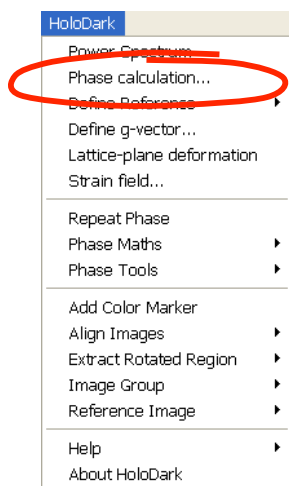 HoloDark
Power Spectrum...
Phase calculation...
Define Reference
Define g-vector...
Lattice-plane deformation
Strain field...
Repeat Phase
Phase Maths
Phase Tools
Add Color Marker
Align Images
Extract Rotated Region
Image Group
Reference Image
Help
About HoloDark